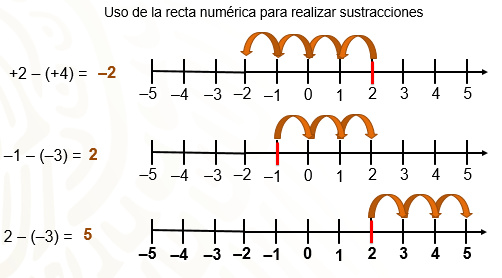 Uso de la recta numérica para realizar sustracciones
+2 – (+4) = –2
–5 –4 –3 –2 –1 0 1 2 3 4 5
–1 – (–3) = 2
–5 –4 –3 –2 –1 0 1 2 3 4 5
2 – (–3) = 5
–5 –4 –3 –2 –1 0 1 2 3 4 5